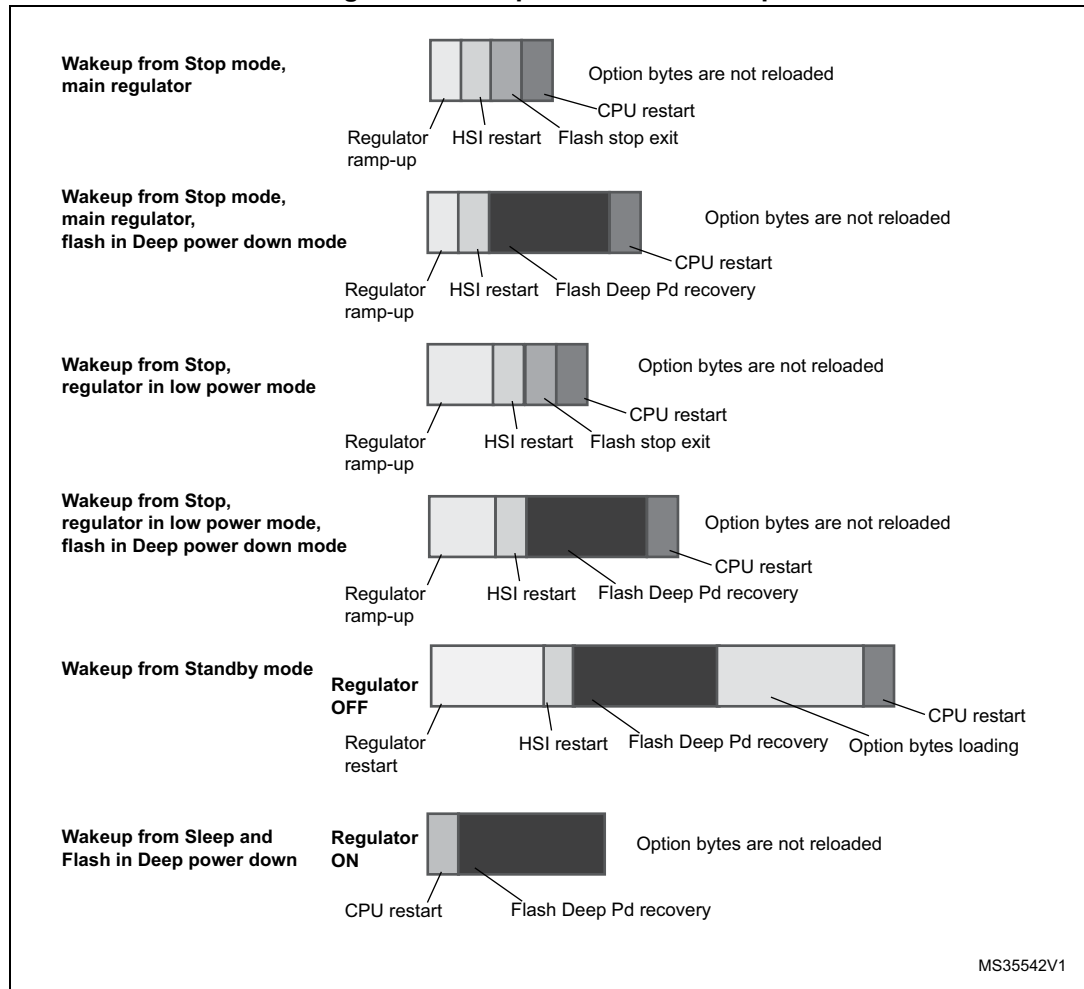 Wakeup from Stop mode,
main regulator
Option bytes are not reloaded
CPU restart
Regulator
ramp-up
HSI restart
Flash stop exit
Wakeup from Stop mode,
main regulator,
flash in Deep power down mode
Option bytes are not reloaded
CPU restart
Regulator
ramp-up
HSI restart
Flash Deep Pd recovery
Wakeup from Stop,
regulator in low power mode
Option bytes are not reloaded
CPU restart
Regulator
ramp-up
HSI restart
Flash stop exit
Wakeup from Stop,
regulator in low power mode,
flash in Deep power down mode
Option bytes are not reloaded
CPU restart
Regulator
ramp-up
HSI restart
Flash Deep Pd recovery
Wakeup from Standby mode
Regulator
OFF
CPU restart
Regulator
restart
HSI restart
Flash Deep Pd recovery
Option bytes loading
Wakeup from Sleep and
Flash in Deep power down
Regulator
ON
Option bytes are not reloaded
CPU restart
Flash Deep Pd recovery
MS35542V1